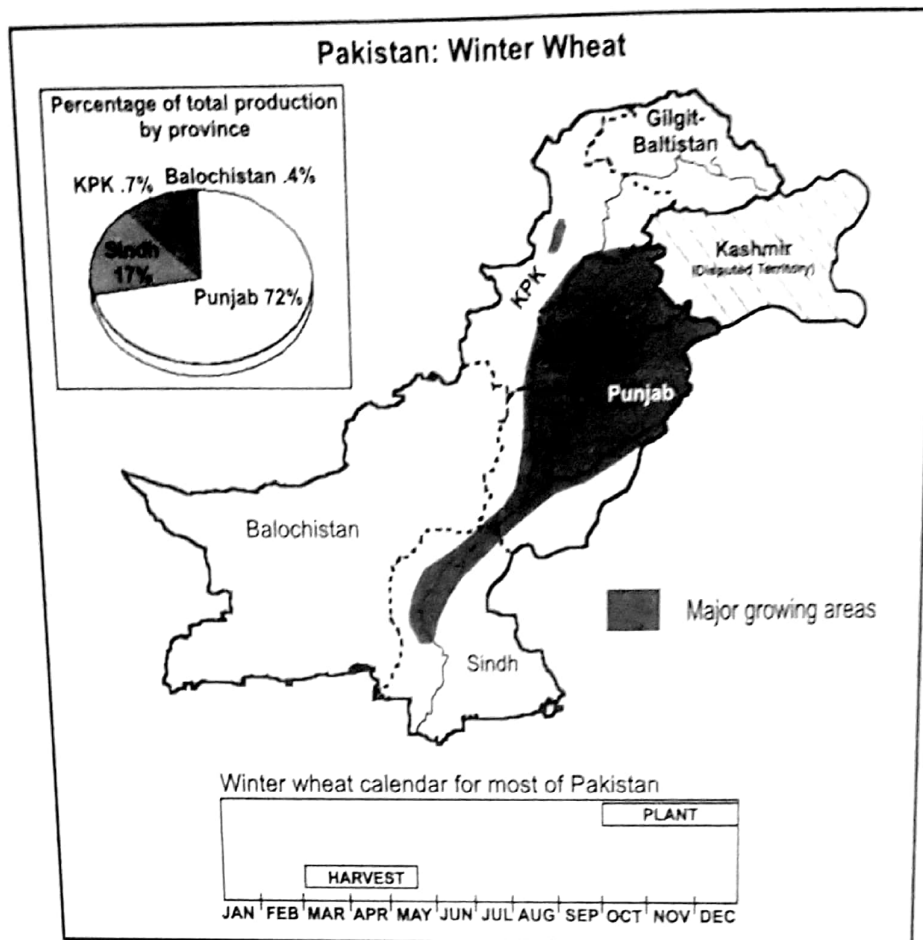 Pakistan: Winter Wheat
Percentage of total production
by province
KPK .7%
Balochistan .4%
Sindh
17%
Punjab 72%
Gilgit-
Baltistan
Kashmir
(Disputed Territory)
KPK
Punjab
Balochistan
Sindh
Major growing areas
Winter wheat calendar for most of Pakistan
PLANT
HARVEST
JAN FEB MAR APR MAY JUN JUL AUG SEP OCT NOV DEC